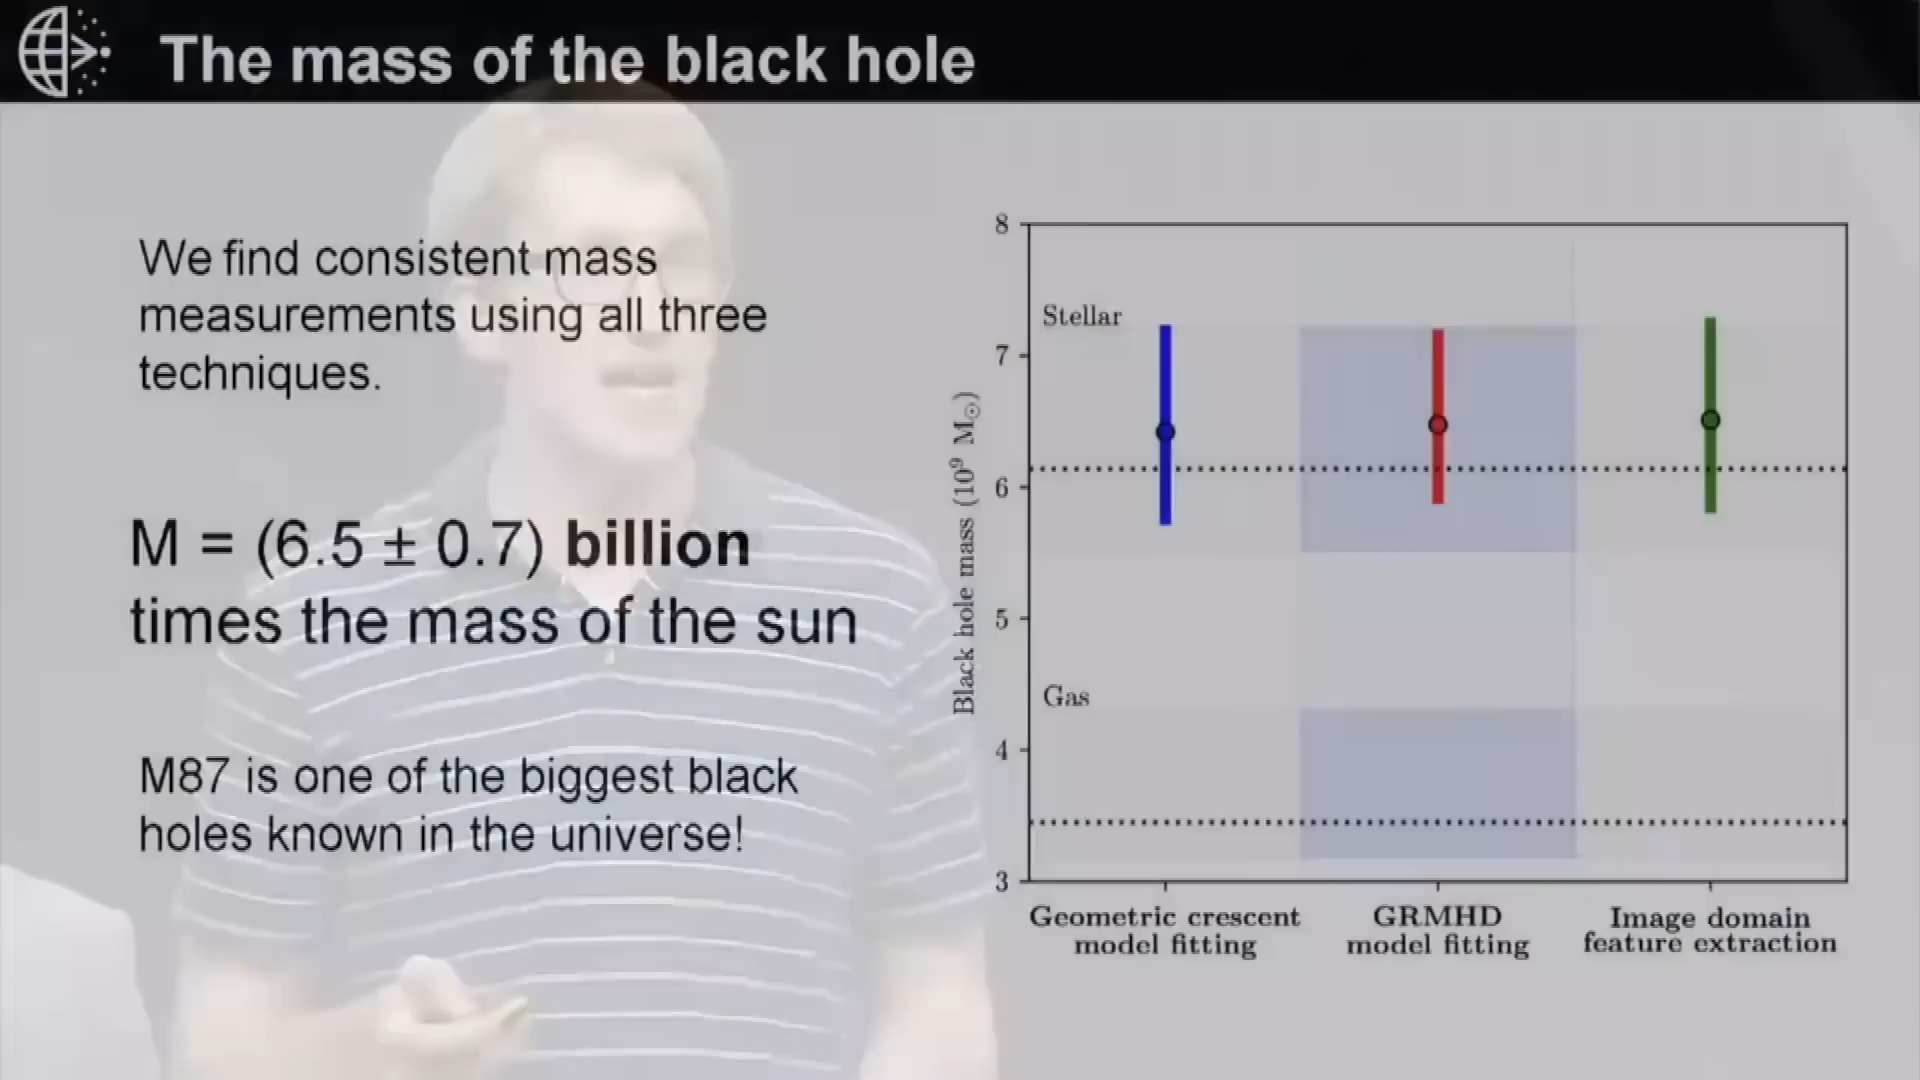 The mass of the black hole
We find consistent mass
measurements using all three
techniques.
M = (6.5 ± 0.7) billion
times the mass of the sun
M87 is one of the biggest black
holes known in the universe!
Black hole mass (10⁹ M⊙)
8
7
6
5
4
3
Stellar
Gas
Geometric crescent
model fitting
GRMHD
model fitting
Image domain
feature extraction